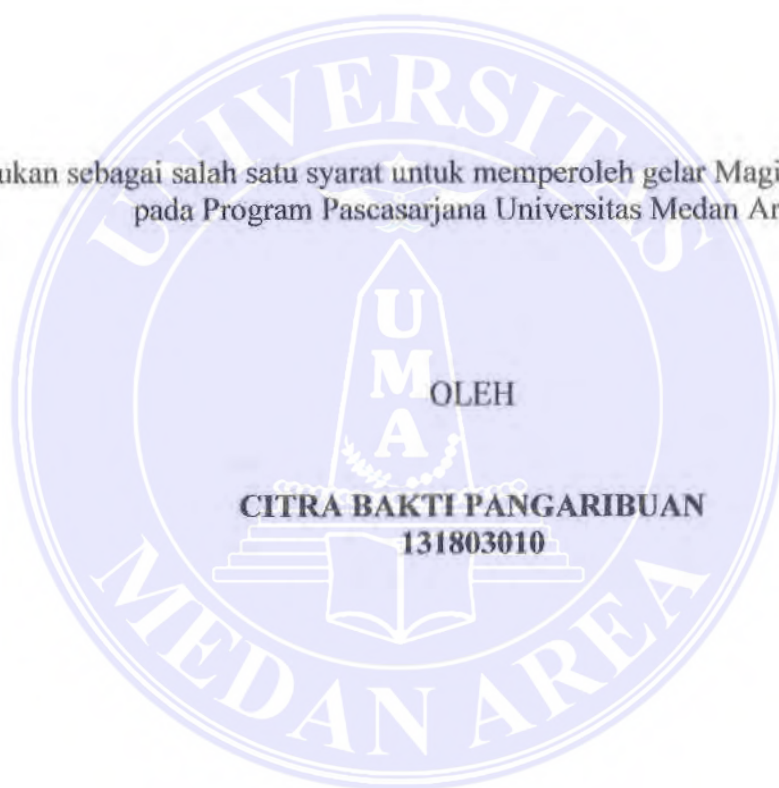 ukan sebagai salah satu syarat untuk memperoleh gelar Magi
pada Program Pascasarjana Universitas Medan Ar
UNIVERSITAS
U
M
A
OLEH
CITRA BAKTI PANGARIBUAN
131803010
MEDAN AREA